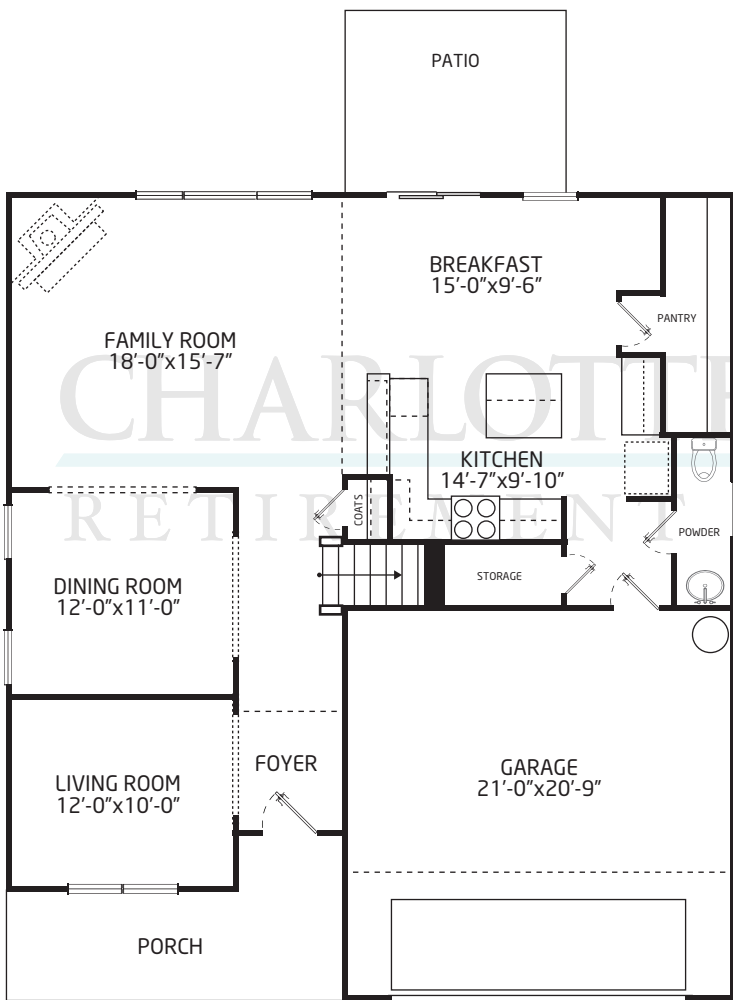 PATIO
BREAKFAST
15'-0"x9'-6"
PANTRY
FAMILY ROOM
18'-0"x15'-7"
CHARLOTTE
KITCHEN
14'-7"x9'-10"
COATS
RETIREMENT
POWDER
STORAGE
DINING ROOM
12'-0"x11'-0"
FOYER
GARAGE
21'-0"x20'-9"
LIVING ROOM
12'-0"x10'-0"
PORCH